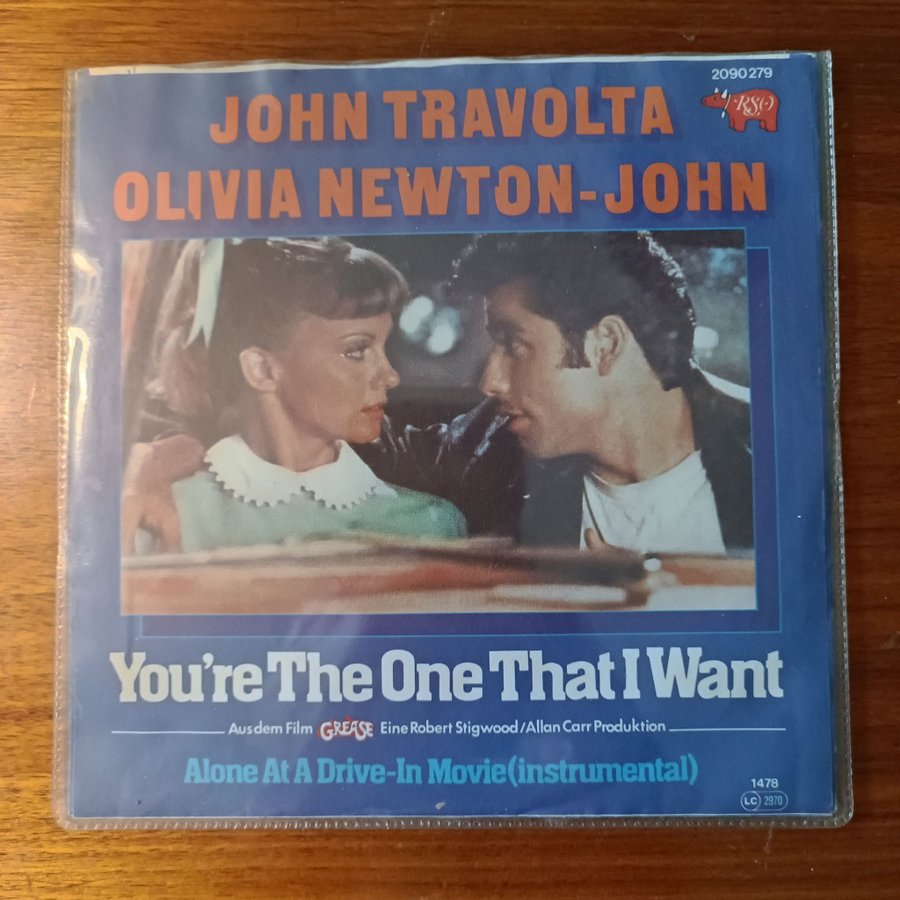 2090 279
JOHN TRAVOLTA
RSO
OLIVIA NEWTON-JOHN
You're The One That I Want
Aus dem Film GREASE Eine Robert Stigwood/Allan Carr Produktion
Alone At A Drive-In Movie(instrumental)
1478
LC 2970